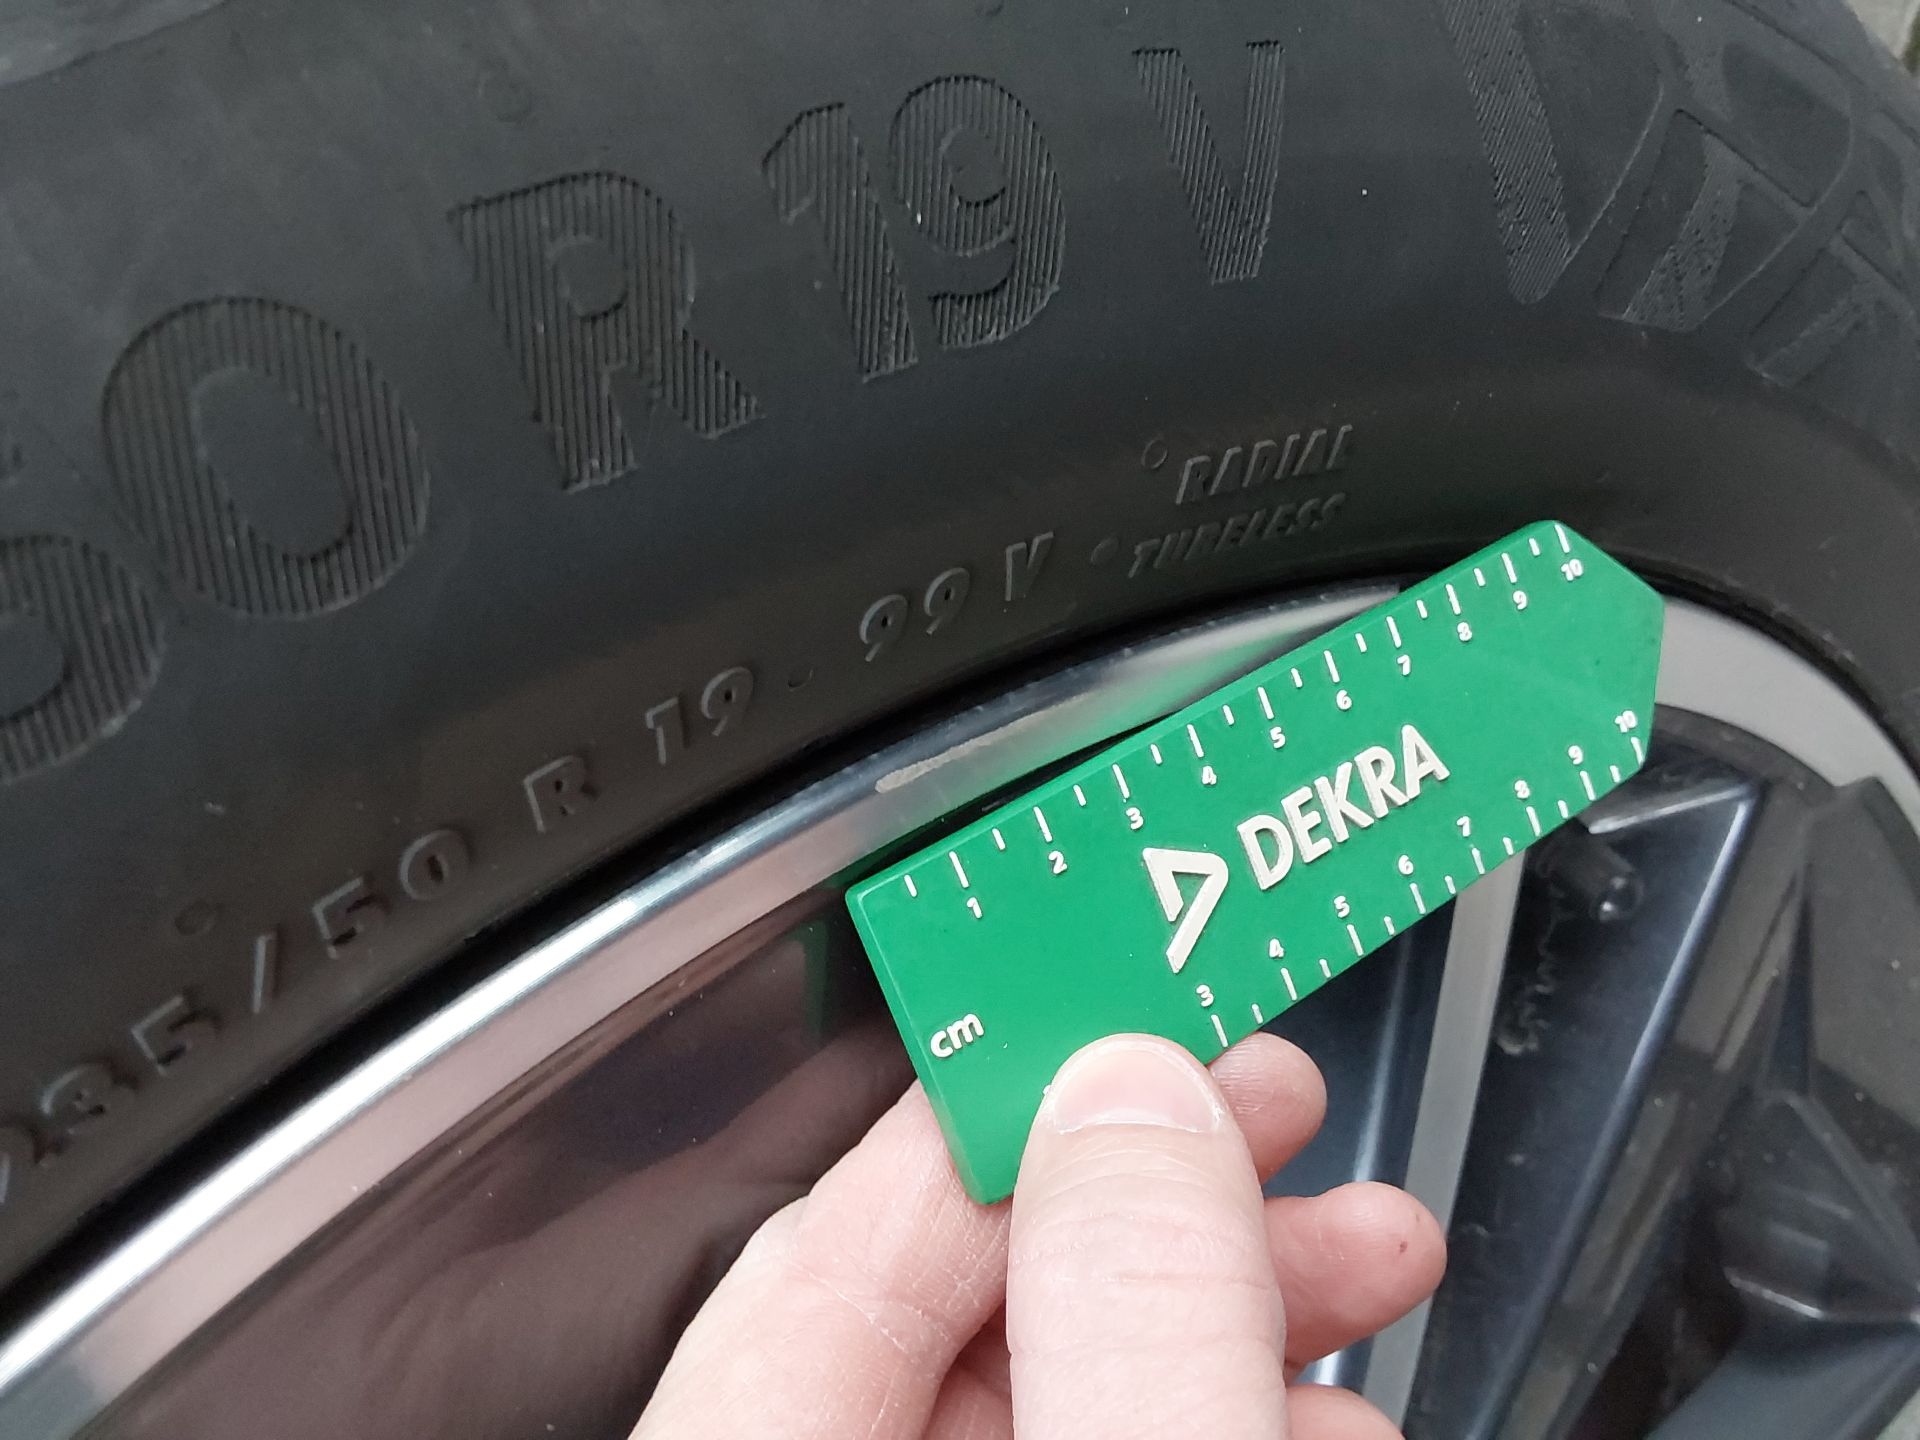 50 R 19 V
235/50 R 19 - 99 V
RADIAL
TUBELESS
1 2 3 4 5 6 7 8 9 10
DEKRA
cm
3 4 5 6 7 8 9 10